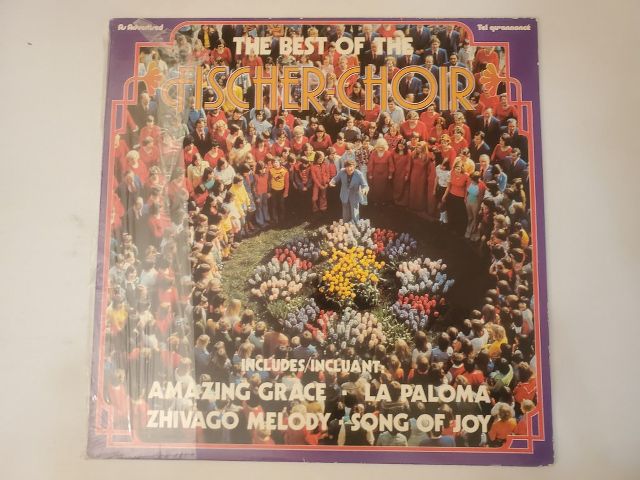 As Advertised
Tel qu'annoncé
THE BEST OF THE
FISCHER-CHOIR
INCLUDES/INCLUANT:
AMAZING GRACE • LA PALOMA
ZHIVAGO MELODY • SONG OF JOY